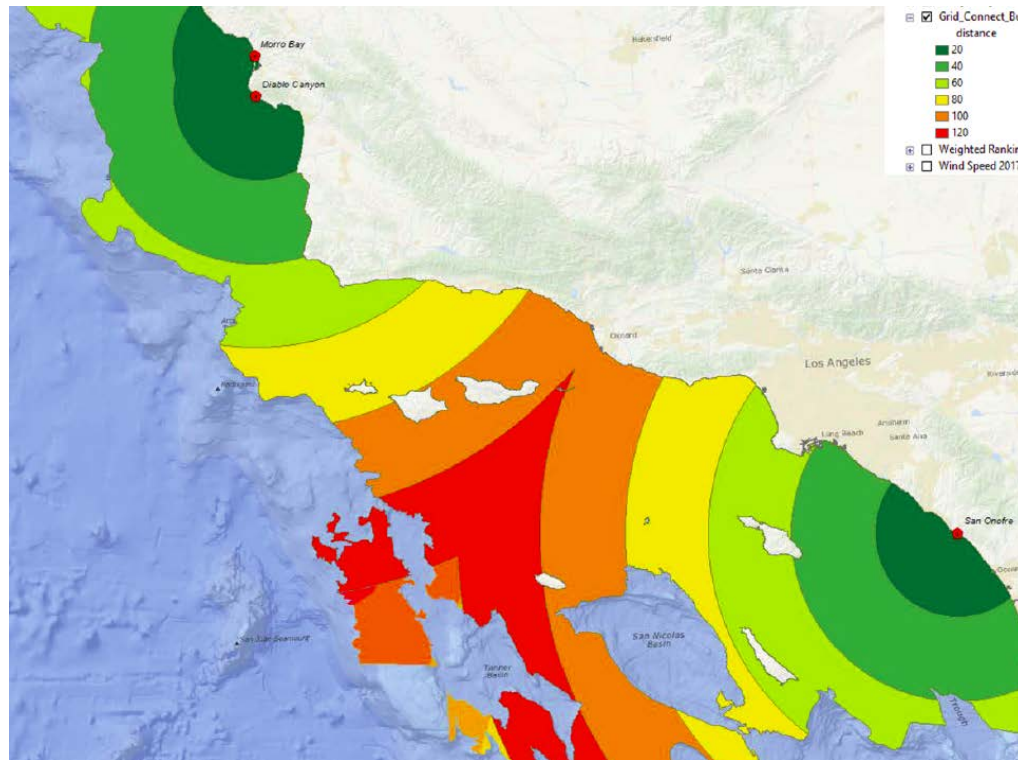 Grid_Connect_Bu
distance
20
40
60
80
100
120
Weighted Rankin
Wind Speed 2017
Morro Bay
Diablo Canyon
Bakersfield
Santa Clarita
Oxnard
Los Angeles
Riverside
Anaheim
Long Beach
Santa Ana
San Onofre
San Nicolas
Basin
San Juan Seamount
Tanner
Basin
Trough